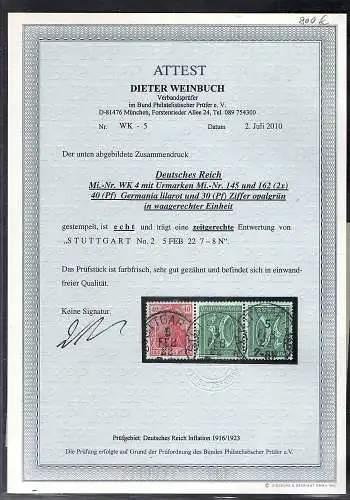 800 €
ATTEST
DIETER WEINBUCH
Verbandsprüfer
im Bund Philatelistischer Prüfer e. V.
D-81476 München, Forstenrieder Allee 24, Tel. 089 754300
Nr. WK - 5 Datum 2. Juli 2010
Der unten abgebildete Zusammendruck
Deutsches Reich
Mi.-Nr. WK 4 mit Urmarken Mi.-Nr. 145 und 162 (2x)
40 (Pf) Germania lilarot und 30 (Pf) Ziffer opalgrün
in waagerechter Einheit
gestempelt, ist echt und trägt eine zeitgerechte Entwertung von
"STUTTGART No. 2 5 FEB 22 7 – 8 N".
Das Prüfstück ist farbfrisch, sehr gut gezähnt und befindet sich in einwand-
freier Qualität.
Keine Signatur.
Prüfgebiet: Deutsches Reich Inflation 1916/1923
Die Prüfung erfolgte auf Grund der Prüfordnung des Bundes Philatelistischer Prüfer e.V.